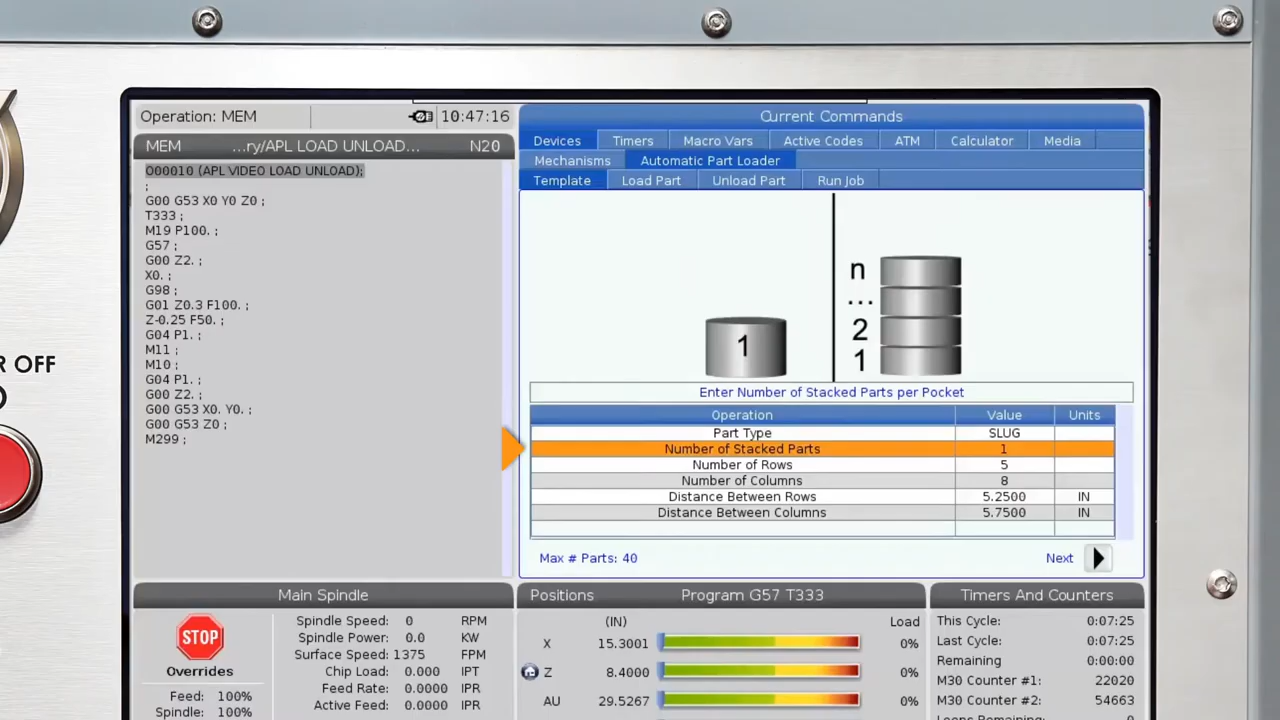 Operation: MEM
10:47:16
MEM ...ry/APL LOAD UNLOAD... N20
O00010 (APL VIDEO LOAD UNLOAD);
;
G00 G53 X0 Y0 Z0 ;
T333 ;
M19 P100. ;
G57 ;
G00 Z2. ;
X0. ;
G98 ;
G01 Z0.3 F100. ;
Z-0.25 F50. ;
G04 P1. ;
M11 ;
M10 ;
G04 P1. ;
G00 Z2. ;
G00 G53 X0. Y0. ;
G00 G53 Z0 ;
M299 ;
R OFF
Current Commands
Devices Timers Macro Vars Active Codes ATM Calculator Media
Mechanisms Automatic Part Loader
Template Load Part Unload Part Run Job
1
n
...
2
1
Enter Number of Stacked Parts per Pocket
Operation Value Units
Part Type SLUG
Number of Stacked Parts 1
Number of Rows 5
Number of Columns 8
Distance Between Rows 5.2500 IN
Distance Between Columns 5.7500 IN
Max # Parts: 40
Next
Main Spindle
STOP
Overrides
Feed: 100%
Spindle: 100%
Spindle Speed: 0 RPM
Spindle Power: 0.0 KW
Surface Speed: 1375 FPM
Chip Load: 0.000 IPT
Feed Rate: 0.0000 IPR
Active Feed: 0.0000 IPR
Positions Program G57 T333
(IN) Load
X 15.3001 0%
Z 8.4000 0%
AU 29.5267 0%
Timers And Counters
This Cycle: 0:07:25
Last Cycle: 0:07:25
Remaining 0:00:00
M30 Counter #1: 22020
M30 Counter #2: 54663
Loops Remaining: 0